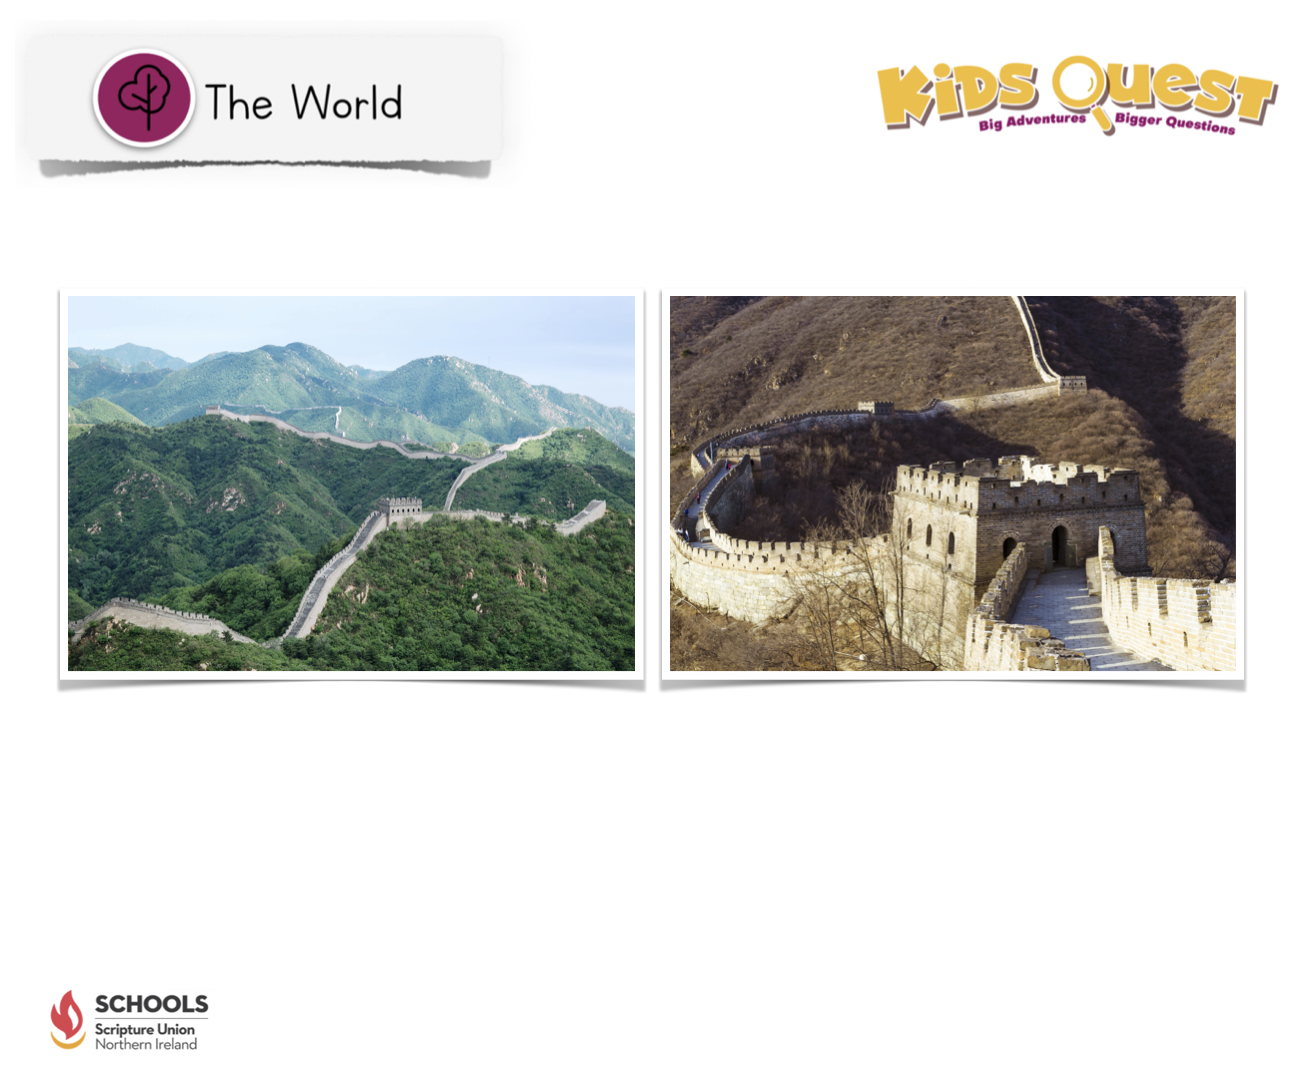 The World
KiDS QUEST
Big Adventures Bigger Questions
SCHOOLS
Scripture Union
Northern Ireland